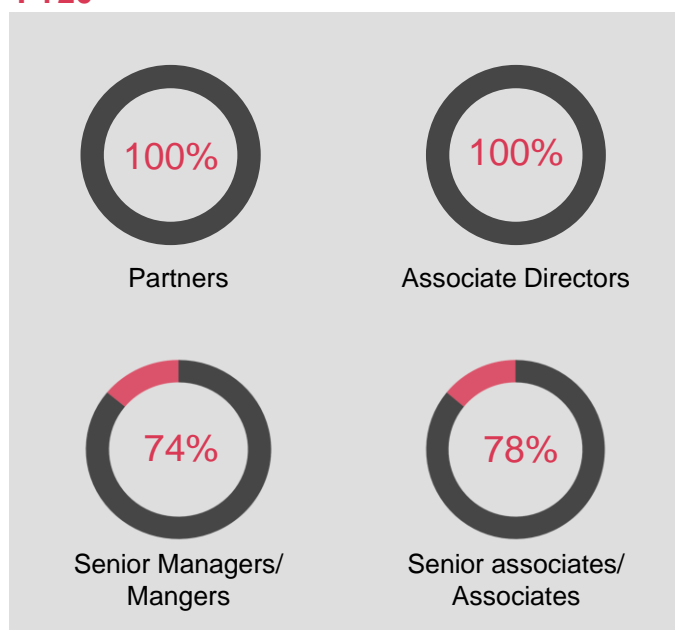 100%
100%
Partners
Associate Directors
74%
78%
Senior Managers/
Mangers
Senior associates/
Associates